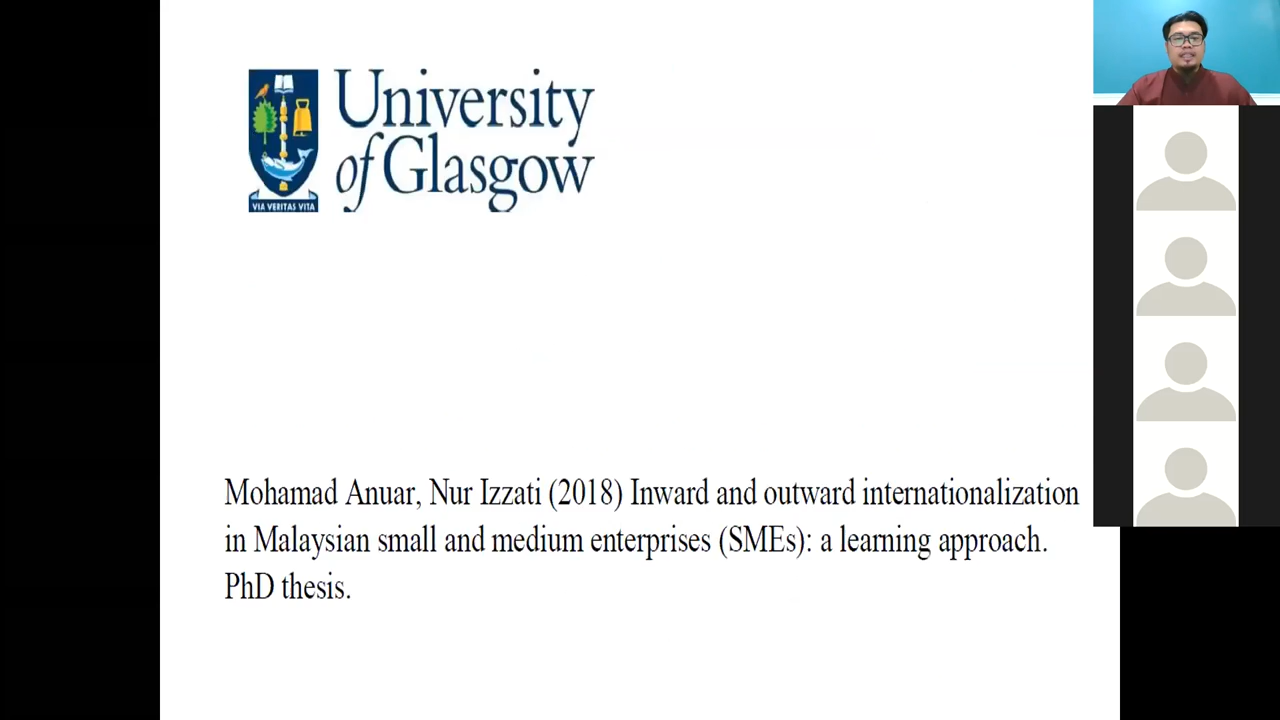 University
of Glasgow
VIA VERITAS VITA
Mohamad Anuar, Nur Izzati (2018) Inward and outward internationalization
in Malaysian small and medium enterprises (SMEs): a learning approach.
PhD thesis.